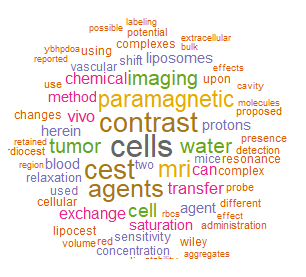 possible labeling
potential extracellular
ybhpdoa using complexes bulk
reported vascular shift liposomes effects
use chemical imaging upon cavity
method paramagnetic molecules
changes vivo contrast proposed
herein protons
retained tumor cells water presence
diocest detection
region blood cest two mri mice resonance
relaxation can complex
used agents transfer probe
cellular cell rbcs agent different
exchange effect
lipocest saturation administration
volume red sensitivity wiley
concentration aggregates